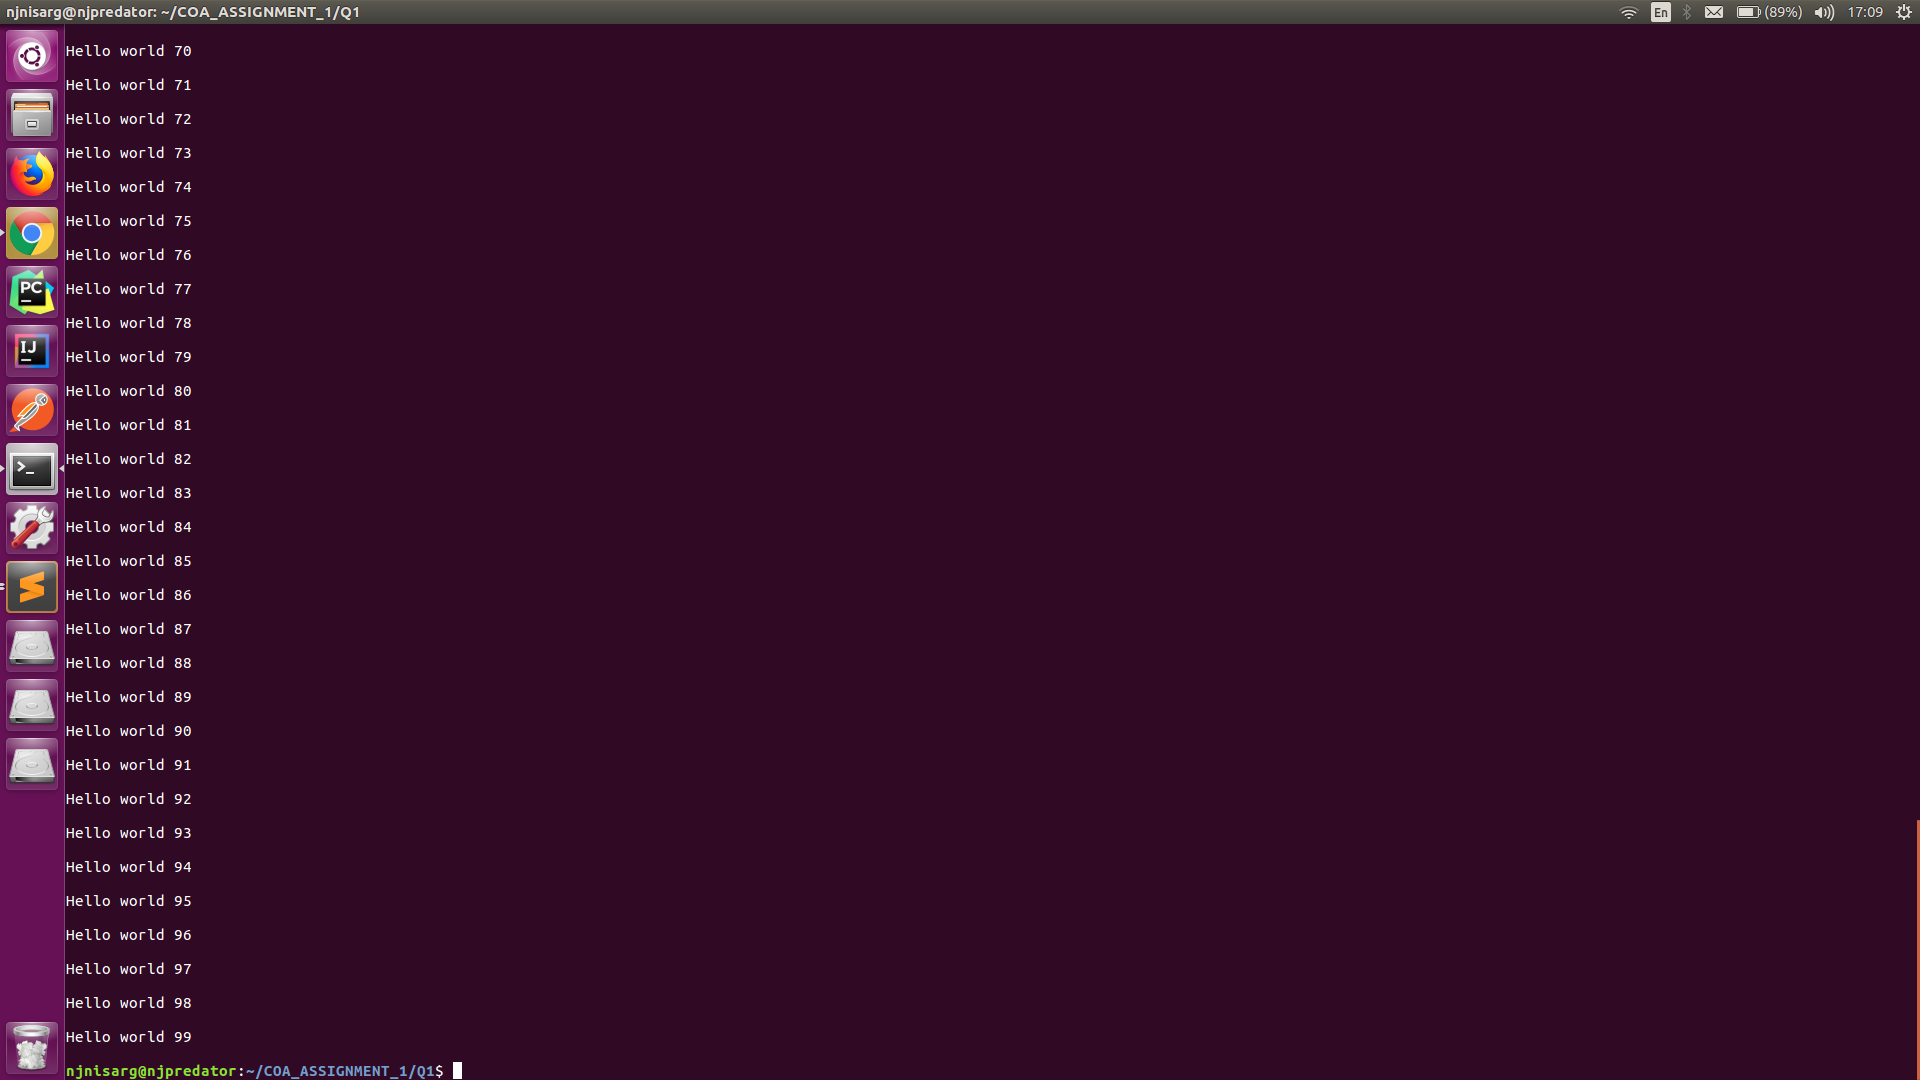 njnisarg@njpredator: ~/COA_ASSIGNMENT_1/Q1
En
(89%)
17:09
Hello world 70
Hello world 71
Hello world 72
Hello world 73
Hello world 74
Hello world 75
Hello world 76
Hello world 77
Hello world 78
Hello world 79
Hello world 80
Hello world 81
Hello world 82
Hello world 83
Hello world 84
Hello world 85
Hello world 86
Hello world 87
Hello world 88
Hello world 89
Hello world 90
Hello world 91
Hello world 92
Hello world 93
Hello world 94
Hello world 95
Hello world 96
Hello world 97
Hello world 98
Hello world 99
njnisarg@njpredator:~/COA_ASSIGNMENT_1/Q1$
PC
IJ